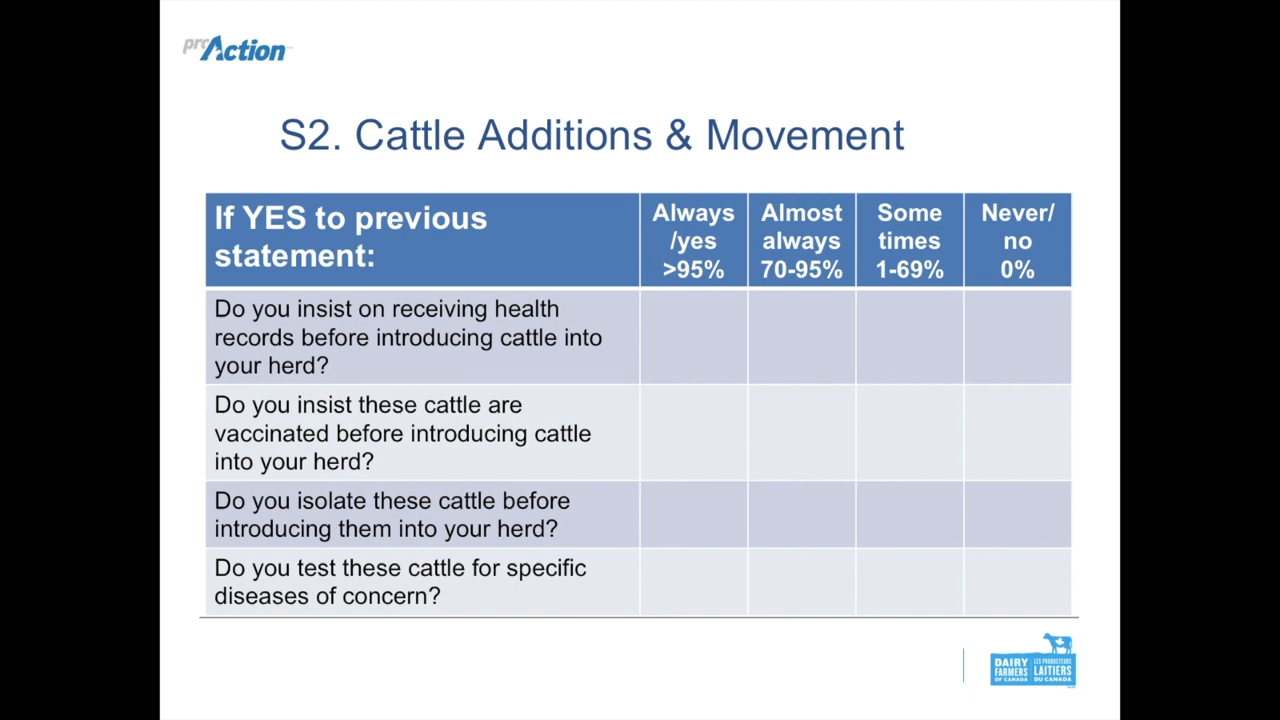 proAction
S2. Cattle Additions & Movement
If YES to previous
statement:
Always
/yes
>95%
Almost
always
70-95%
Some
times
1-69%
Never/
no
0%
Do you insist on receiving health
records before introducing cattle into
your herd?
Do you insist these cattle are
vaccinated before introducing cattle
into your herd?
Do you isolate these cattle before
introducing them into your herd?
Do you test these cattle for specific
diseases of concern?
DAIRY
FARMERS
OF CANADA
LES PRODUCTEURS
LAITIERS
DU CANADA